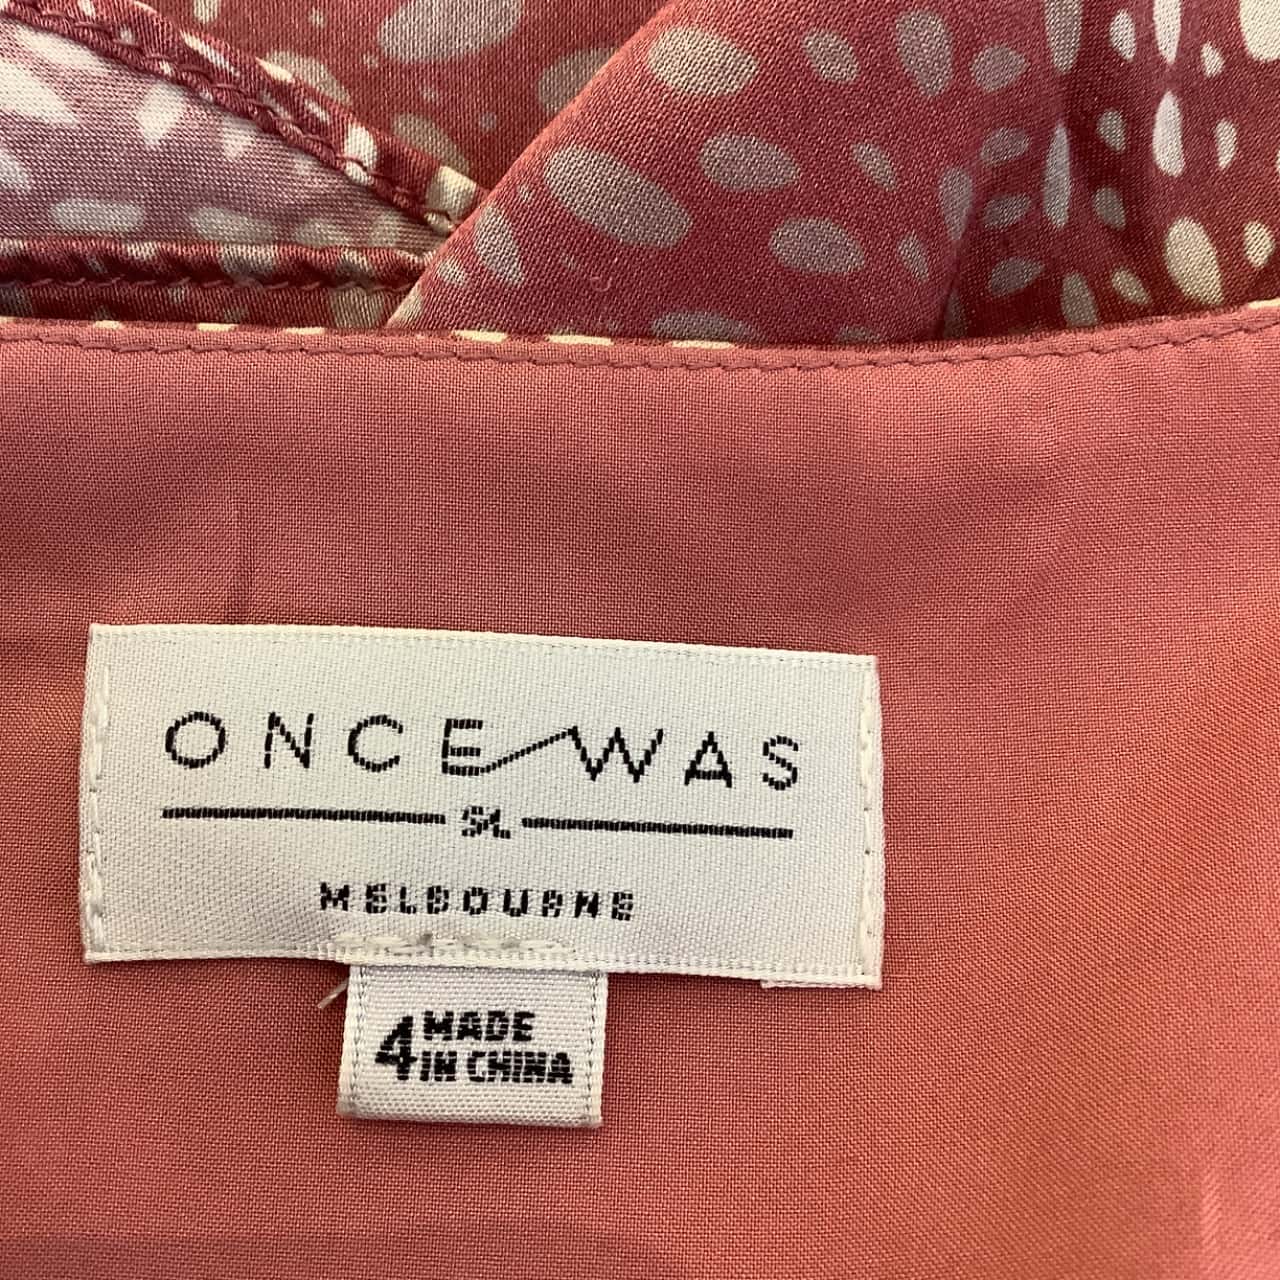 ONCE WAS
SL
MELBOURNE
4 MADE
IN CHINA